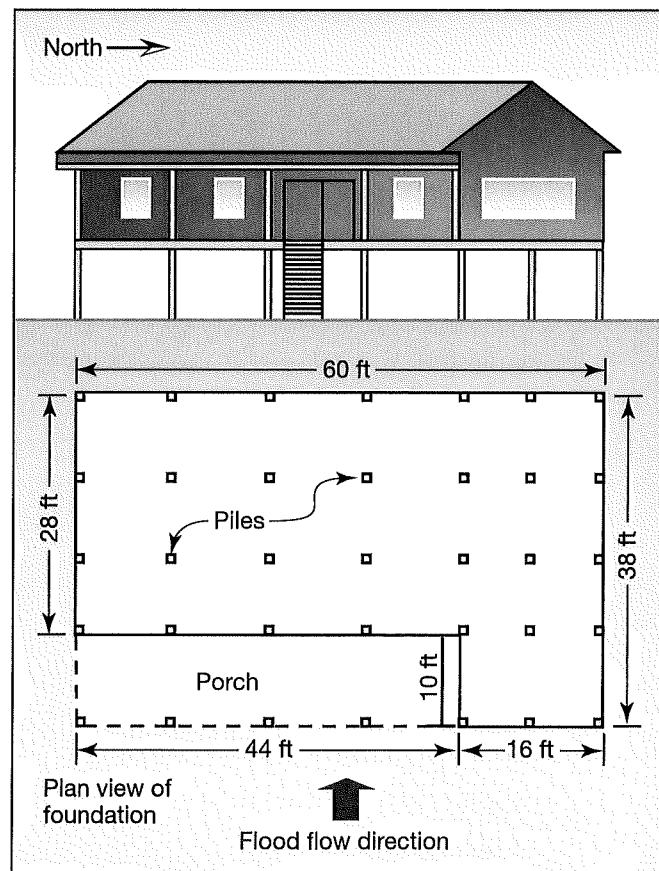 North
60 ft
28 ft
Piles
38 ft
Porch
10 ft
44 ft
16 ft
Plan view of
foundation
Flood flow direction